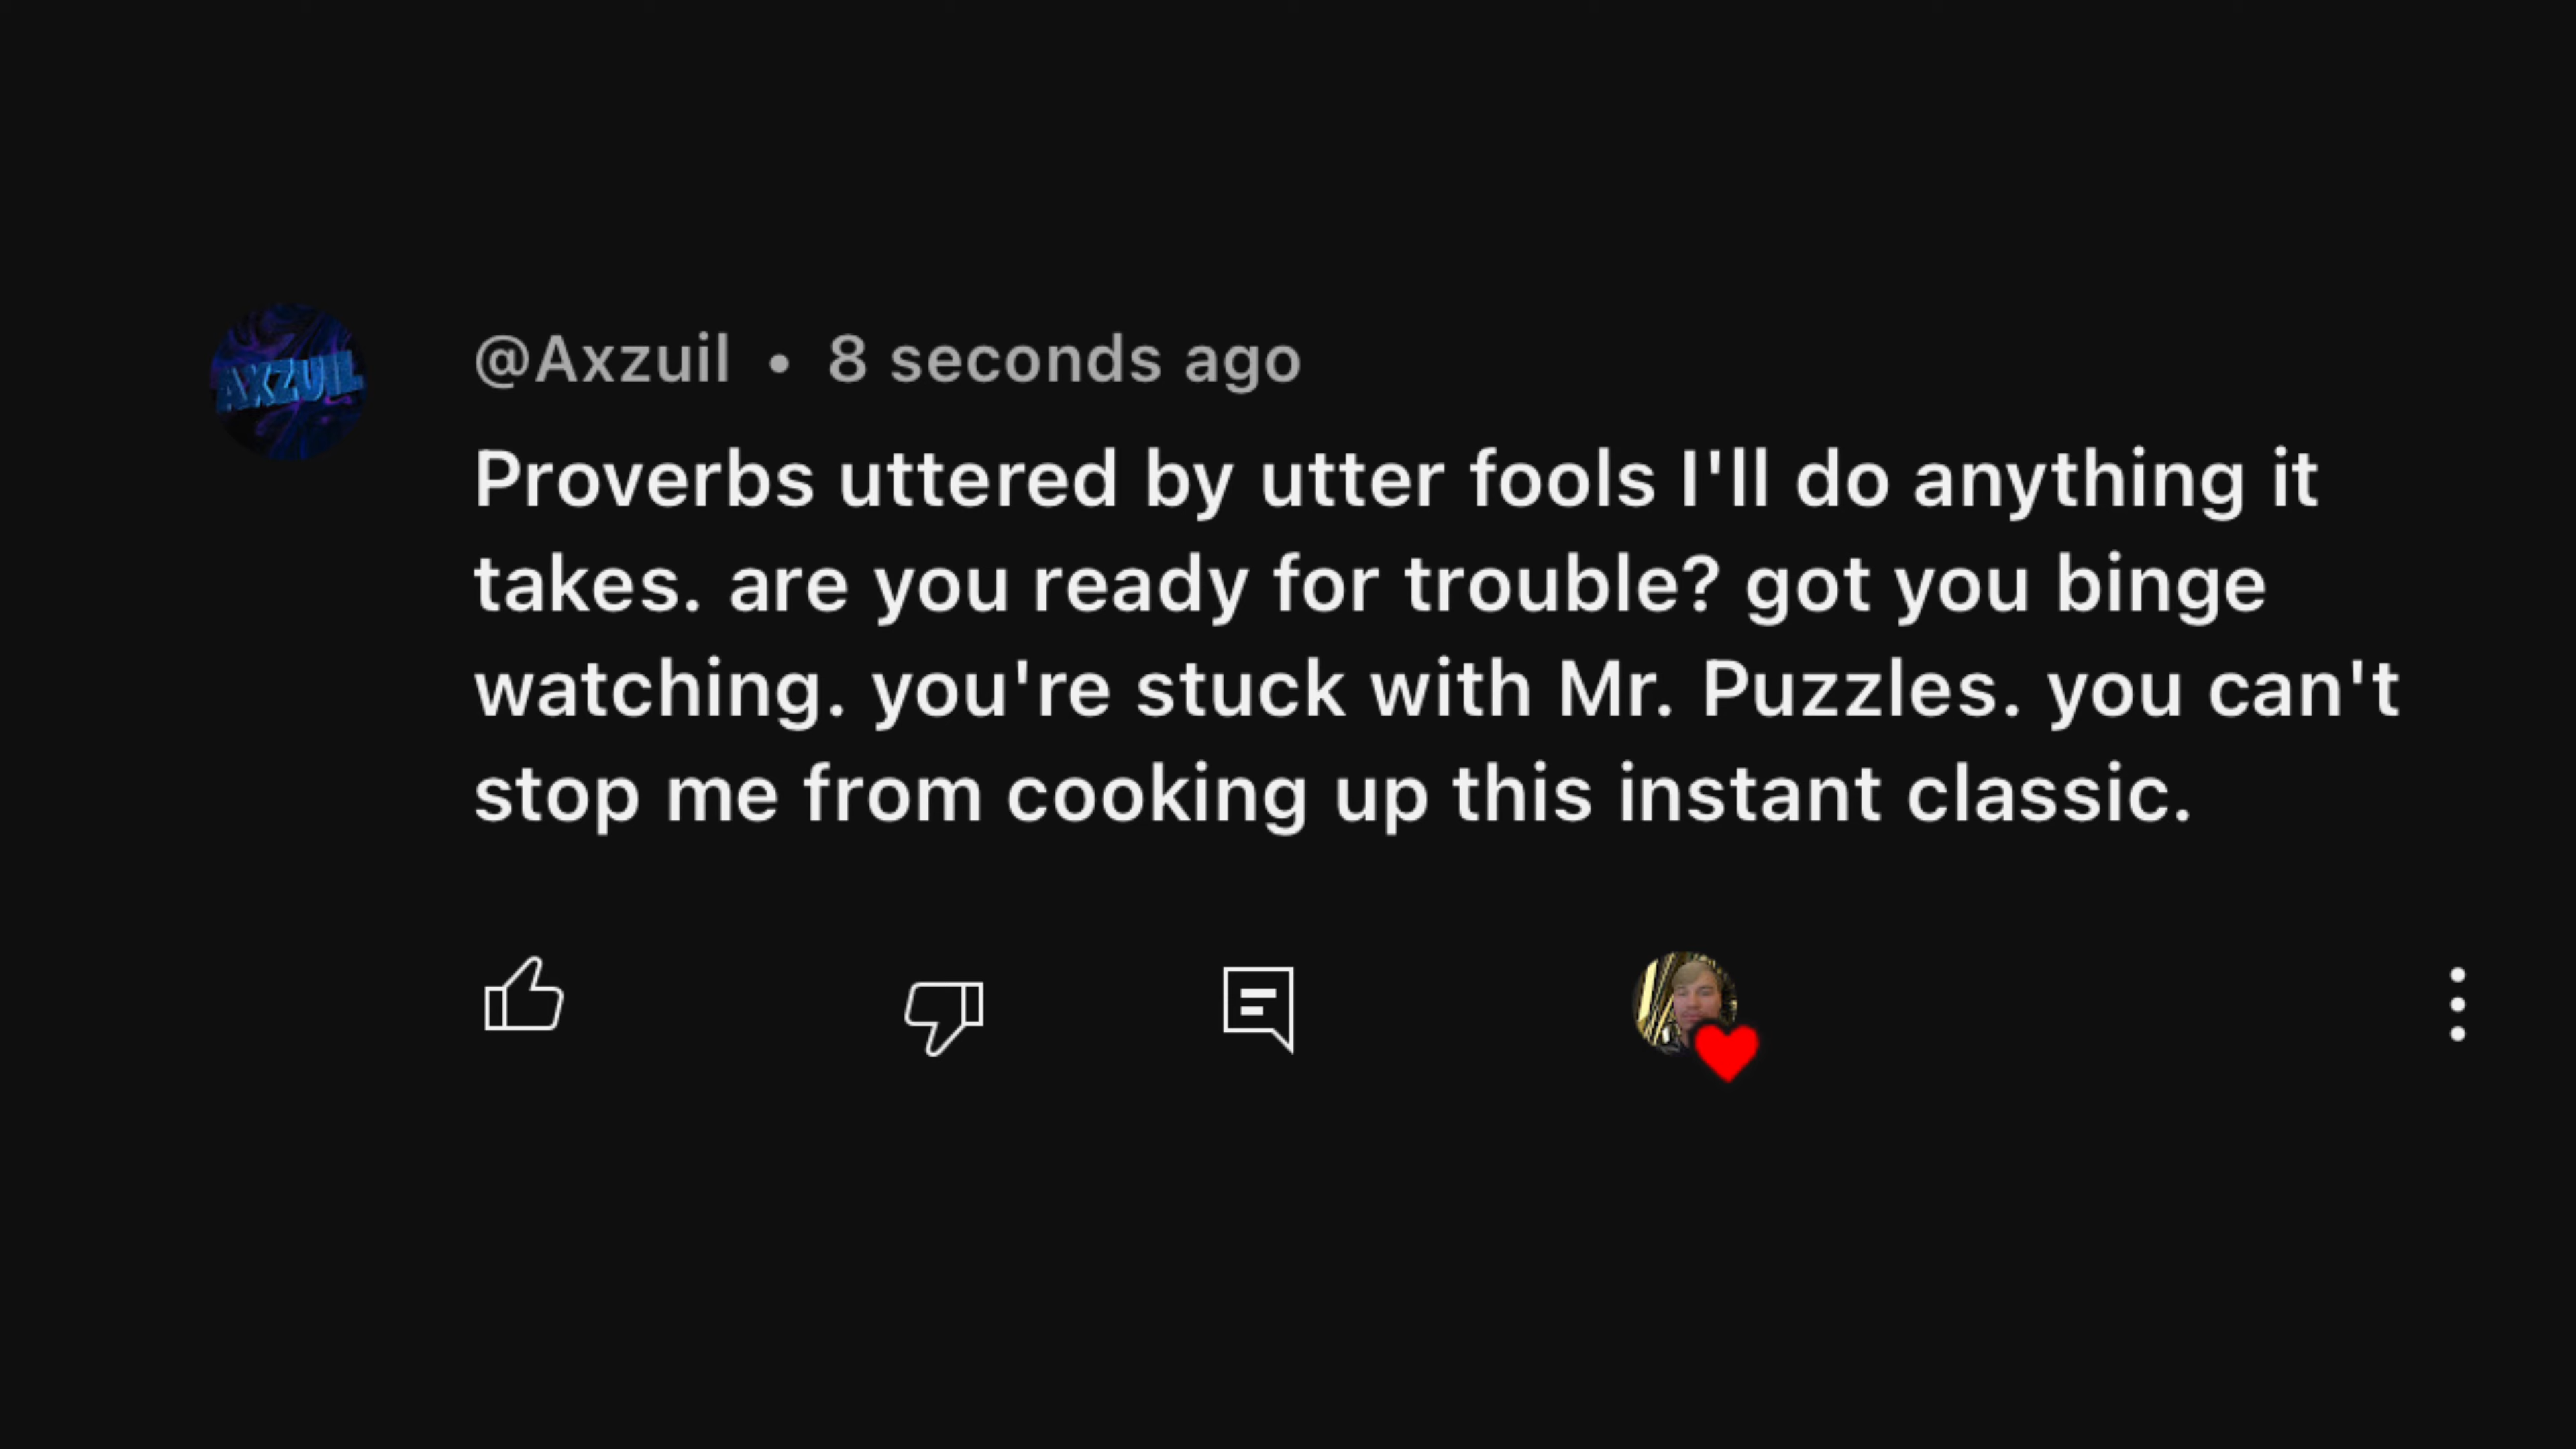 AXZUIL
@Axzuil • 8 seconds ago
Proverbs uttered by utter fools I'll do anything it
takes. are you ready for trouble? got you binge
watching. you're stuck with Mr. Puzzles. you can't
stop me from cooking up this instant classic.